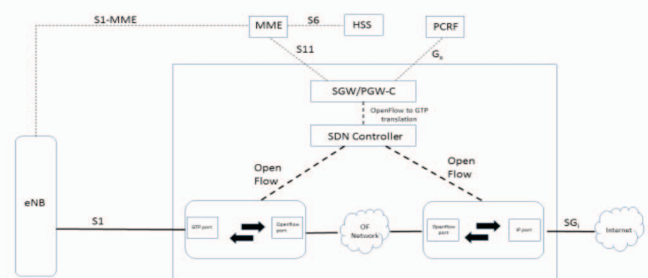 S1-MME
MME
S6
HSS
PCRF
S11
Gx
SGW/PGW-C
OpenFlow to GTP
translation
SDN Controller
Open
Flow
Open
Flow
eNB
S1
GTP port
Openflow
port
OF
Network
Openflow
port
IP port
SGi
Internet